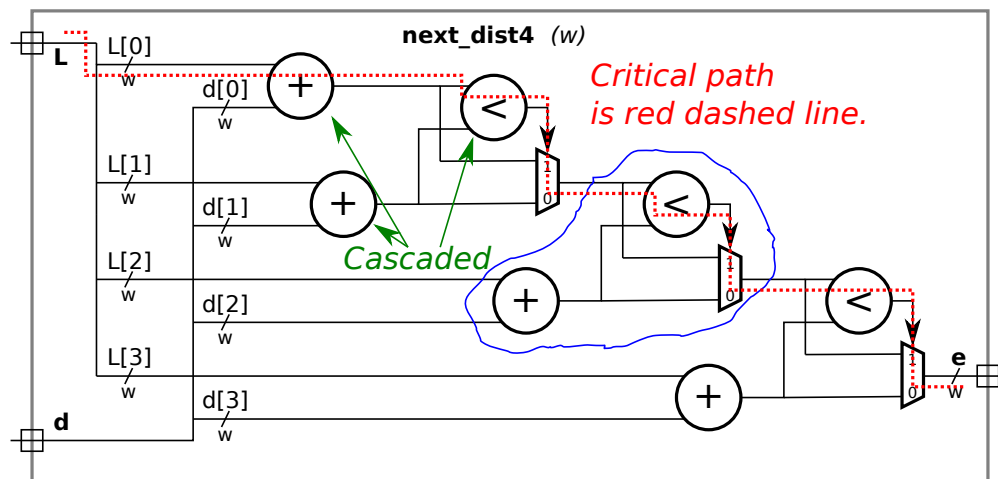 next_dist4 (w)
L
L[0]
w
d[0]
w
+
<
Critical path
is red dashed line.
1
0
L[1]
w
d[1]
w
+
<
Cascaded
1
0
L[2]
w
d[2]
w
+
<
1
0
L[3]
w
d[3]
w
+
e
w
d